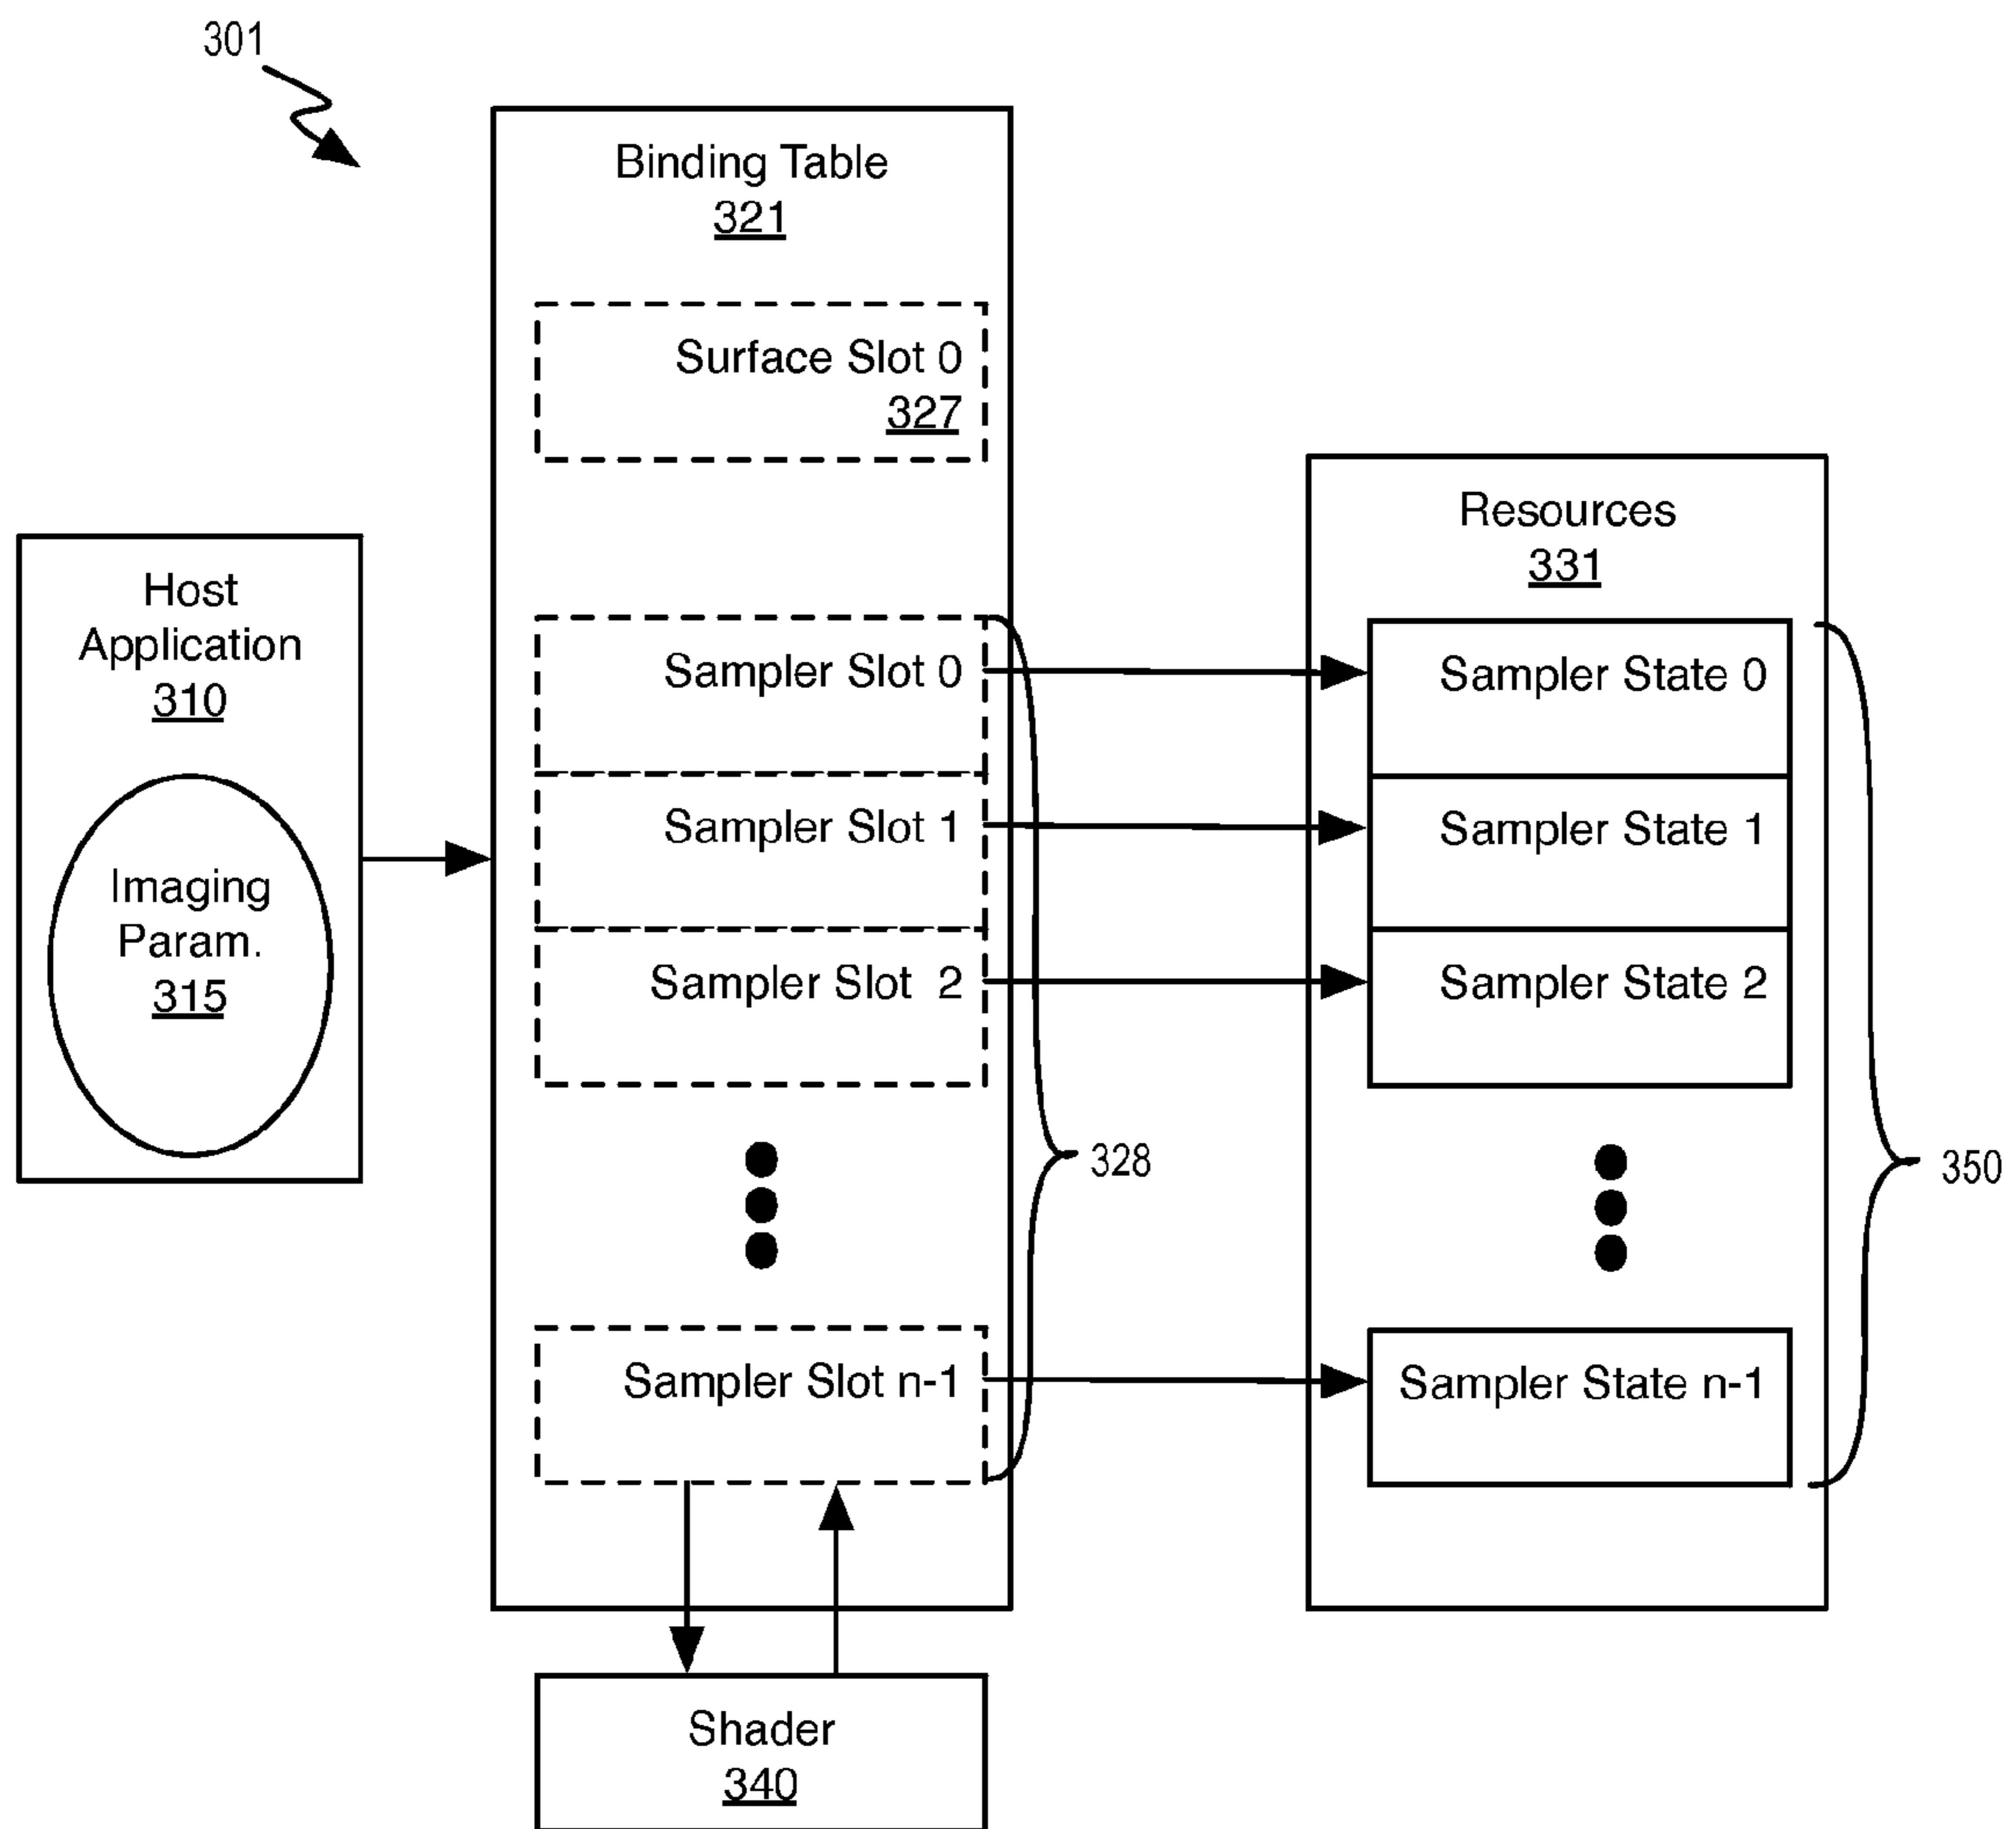 301
Binding Table
321
Surface Slot 0
327
Host
Application
310
Imaging
Param.
315
Sampler Slot 0
Sampler Slot 1
Sampler Slot 2
Sampler Slot n-1
328
Resources
331
Sampler State 0
Sampler State 1
Sampler State 2
Sampler State n-1
350
Shader
340